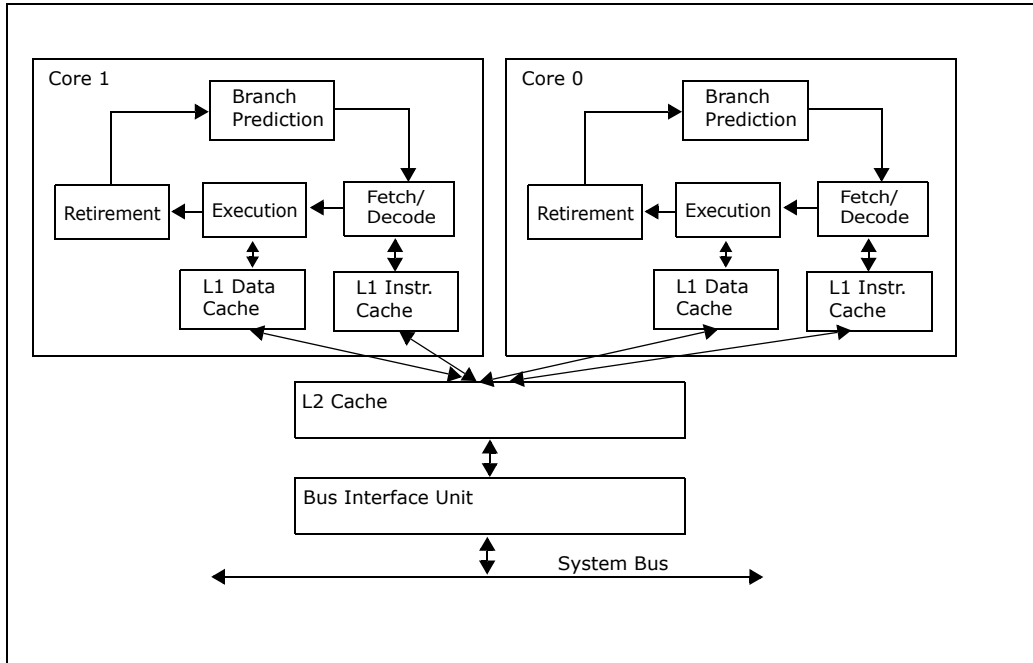 Core 1
Branch
Prediction
Fetch/
Decode
Execution
Retirement
L1 Data
Cache
L1 Instr.
Cache
Core 0
Branch
Prediction
Fetch/
Decode
Execution
Retirement
L1 Data
Cache
L1 Instr.
Cache
L2 Cache
Bus Interface Unit
System Bus